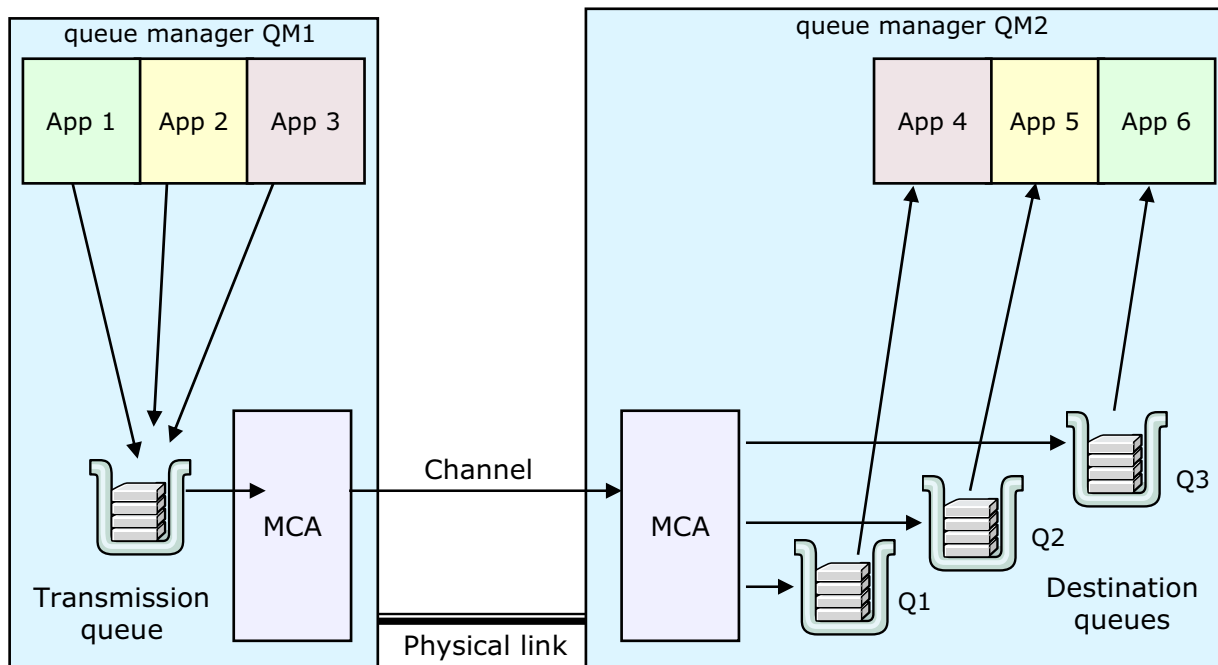 queue manager QM1
queue manager QM2
App 1
App 2
App 3
App 4
App 5
App 6
Channel
MCA
MCA
Q3
Q2
Q1
Transmission
queue
Destination
queues
Physical link